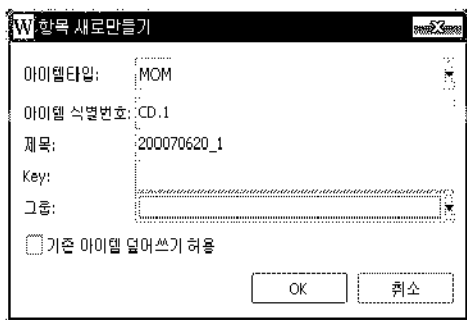 W 항목 새로만들기
아이템타입: MOM
아이템 식별번호: CD.1
제목: 200070620_1
Key:
그룹:
기존 아이템 덮어쓰기 허용
OK 취소